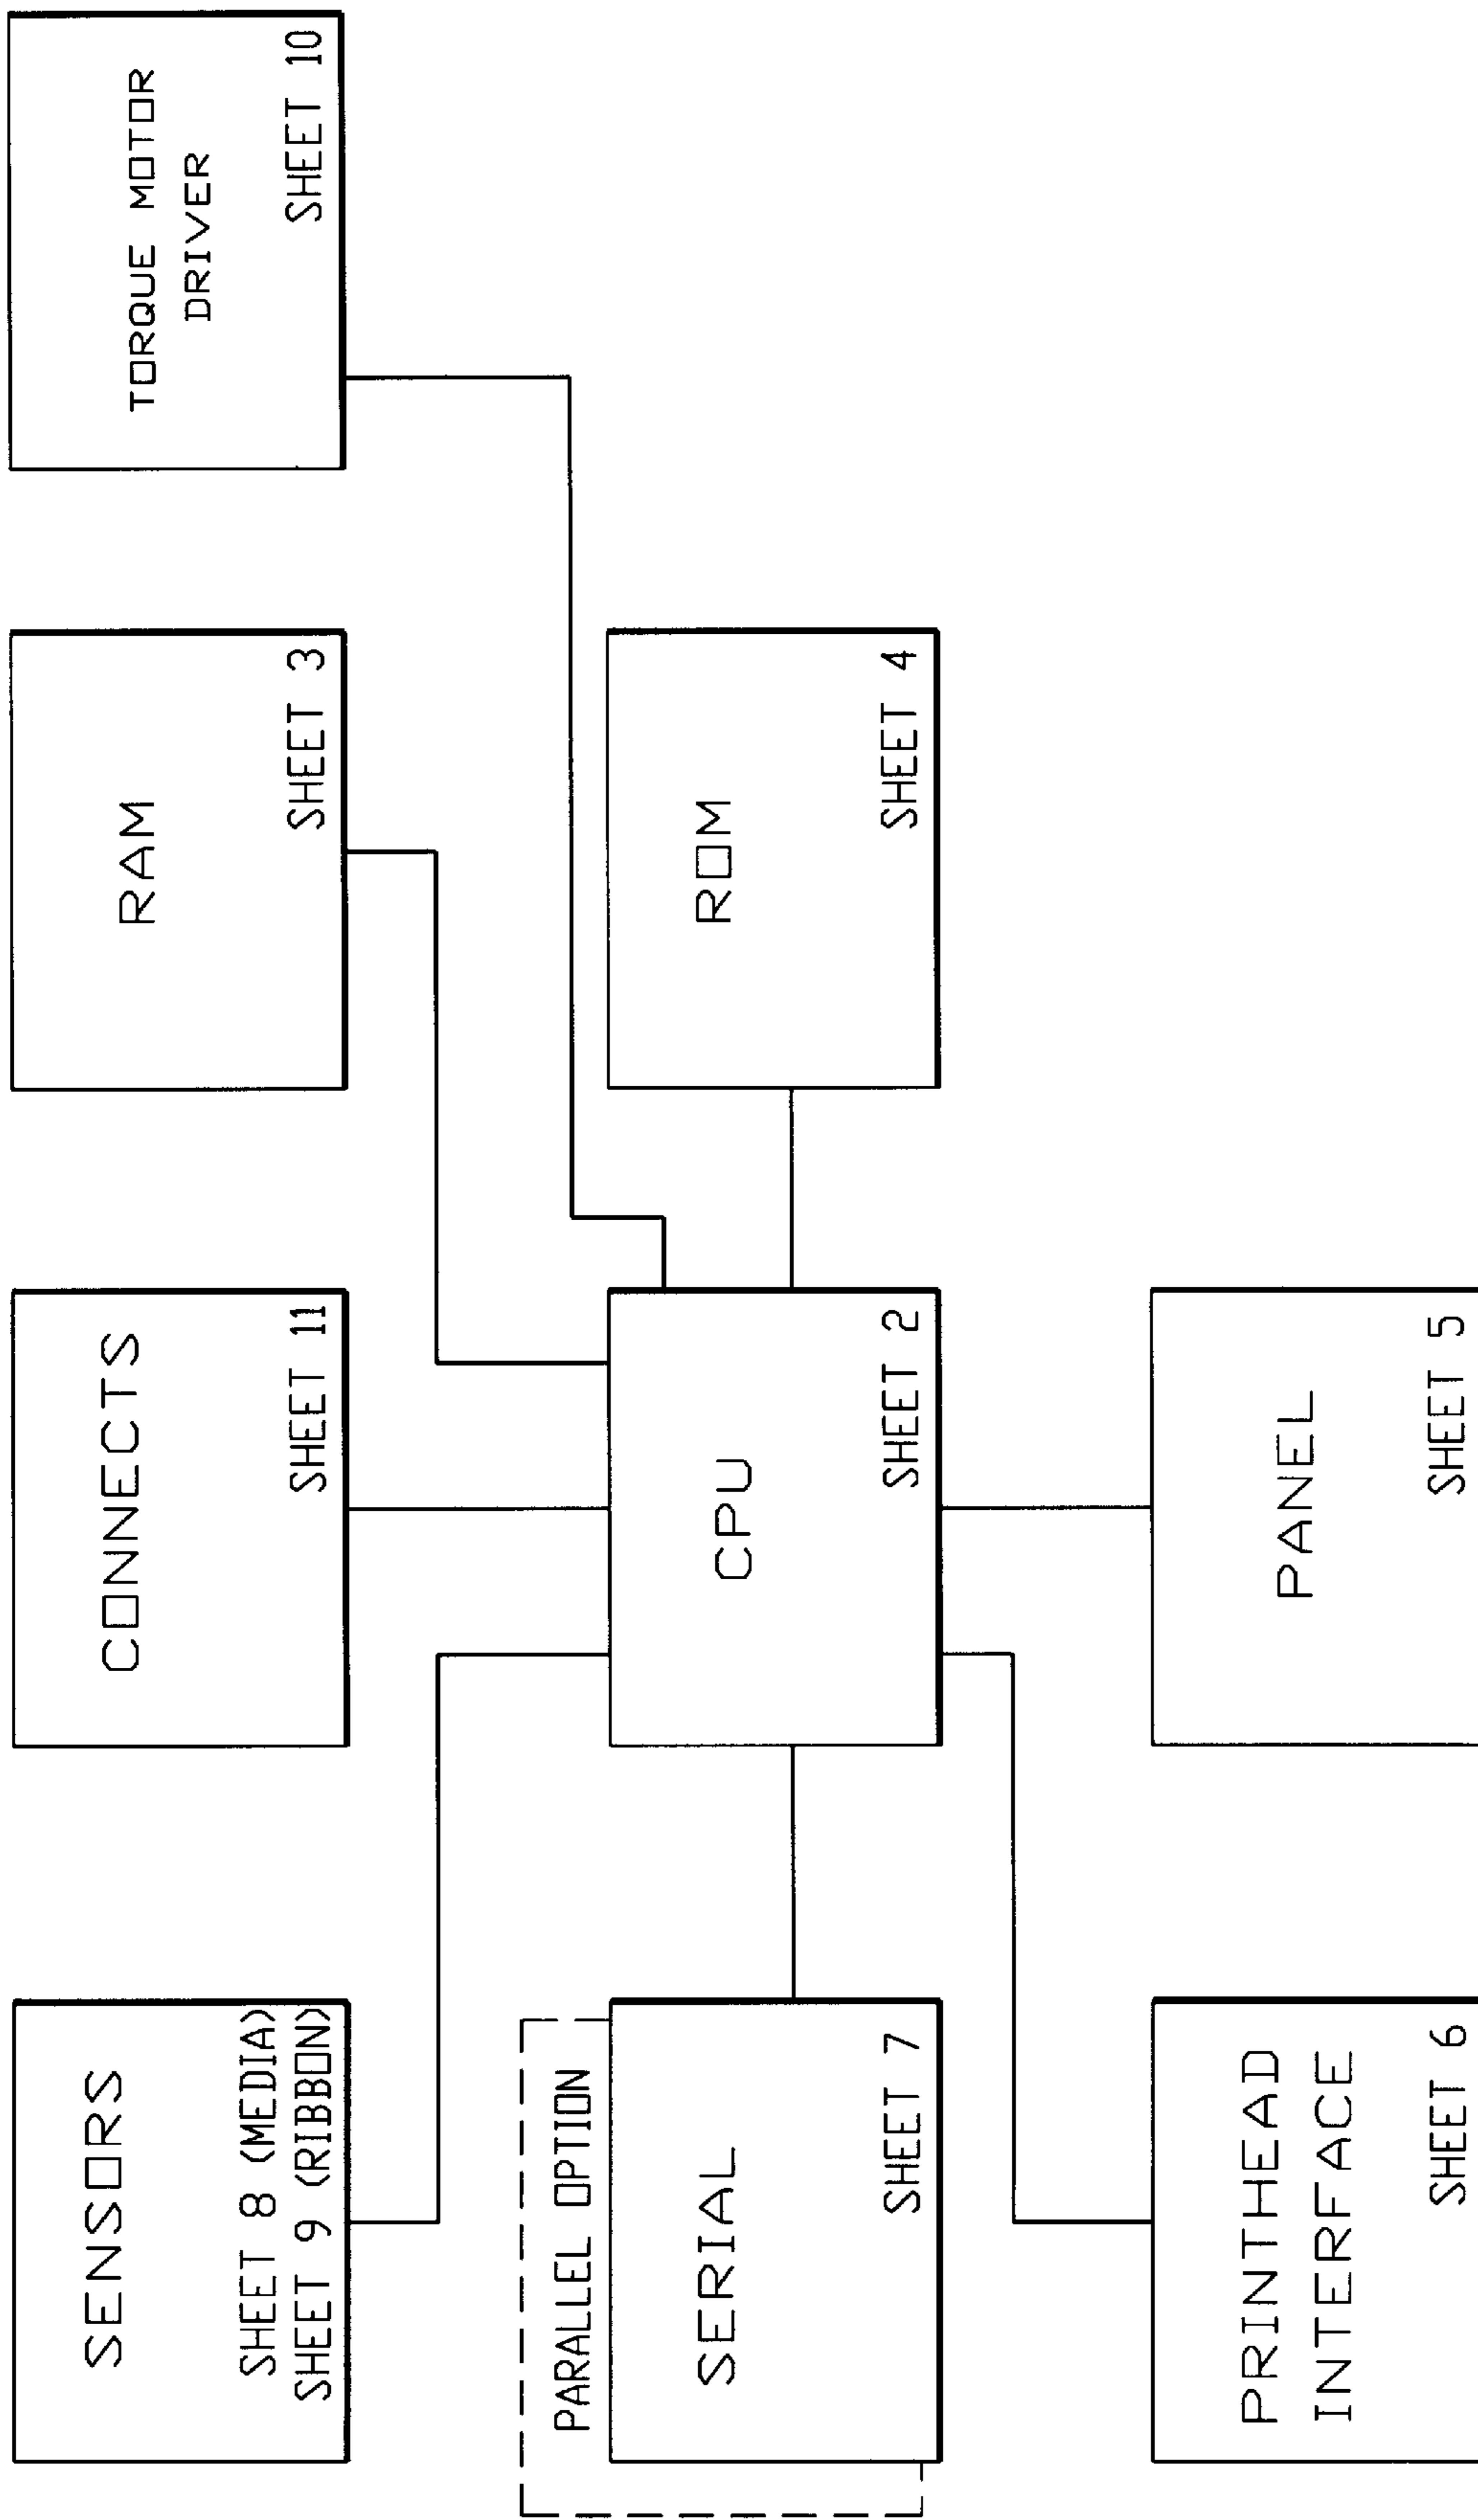 SENSORS
SHEET 8 (MEDIA)
SHEET 9 (RIBBON)
CONNECTS
SHEET 11
RAM
SHEET 3
TORQUE MOTOR
DRIVER
SHEET 10
PARALLEL OPTION
SERIAL
SHEET 7
CPU
SHEET 2
ROM
SHEET 4
PRINTHEAD
INTERFACE
SHEET 6
PANEL
SHEET 5